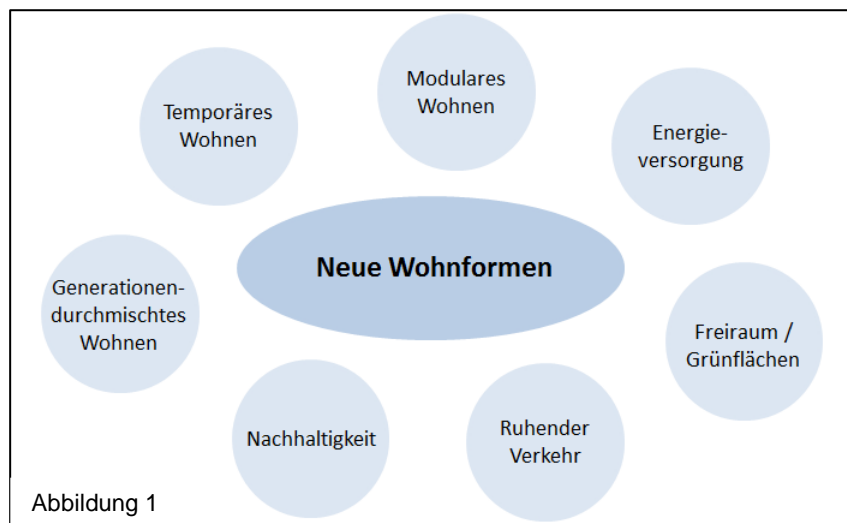 Modulares
Wohnen
Temporäres
Wohnen
Energie-
versorgung
Neue Wohnformen
Generationen-
durchmischtes
Wohnen
Freiraum /
Grünflächen
Nachhaltigkeit
Ruhender
Verkehr
Abbildung 1